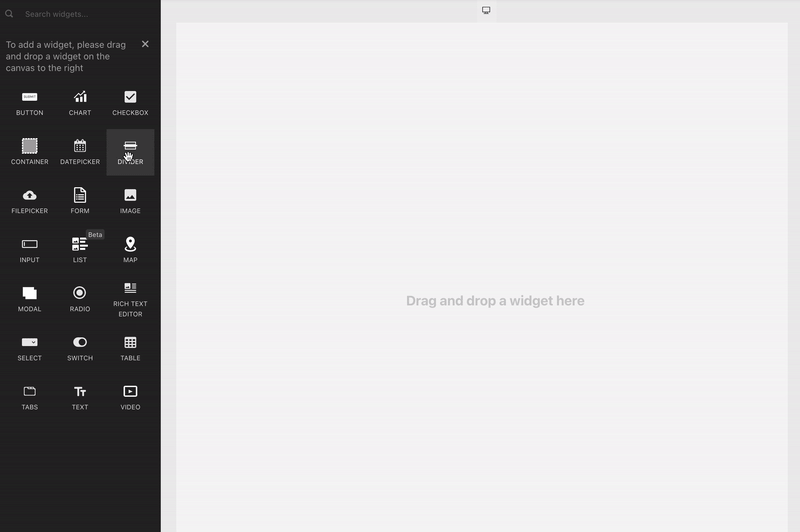 Search widgets...
To add a widget, please drag
and drop a widget on the
canvas to the right
BUTTON CHART CHECKBOX
CONTAINER DATEPICKER DIVIDER
FILEPICKER FORM IMAGE
Beta
INPUT LIST MAP
MODAL RADIO RICH TEXT
EDITOR
SELECT SWITCH TABLE
TABS TEXT VIDEO
Drag and drop a widget here